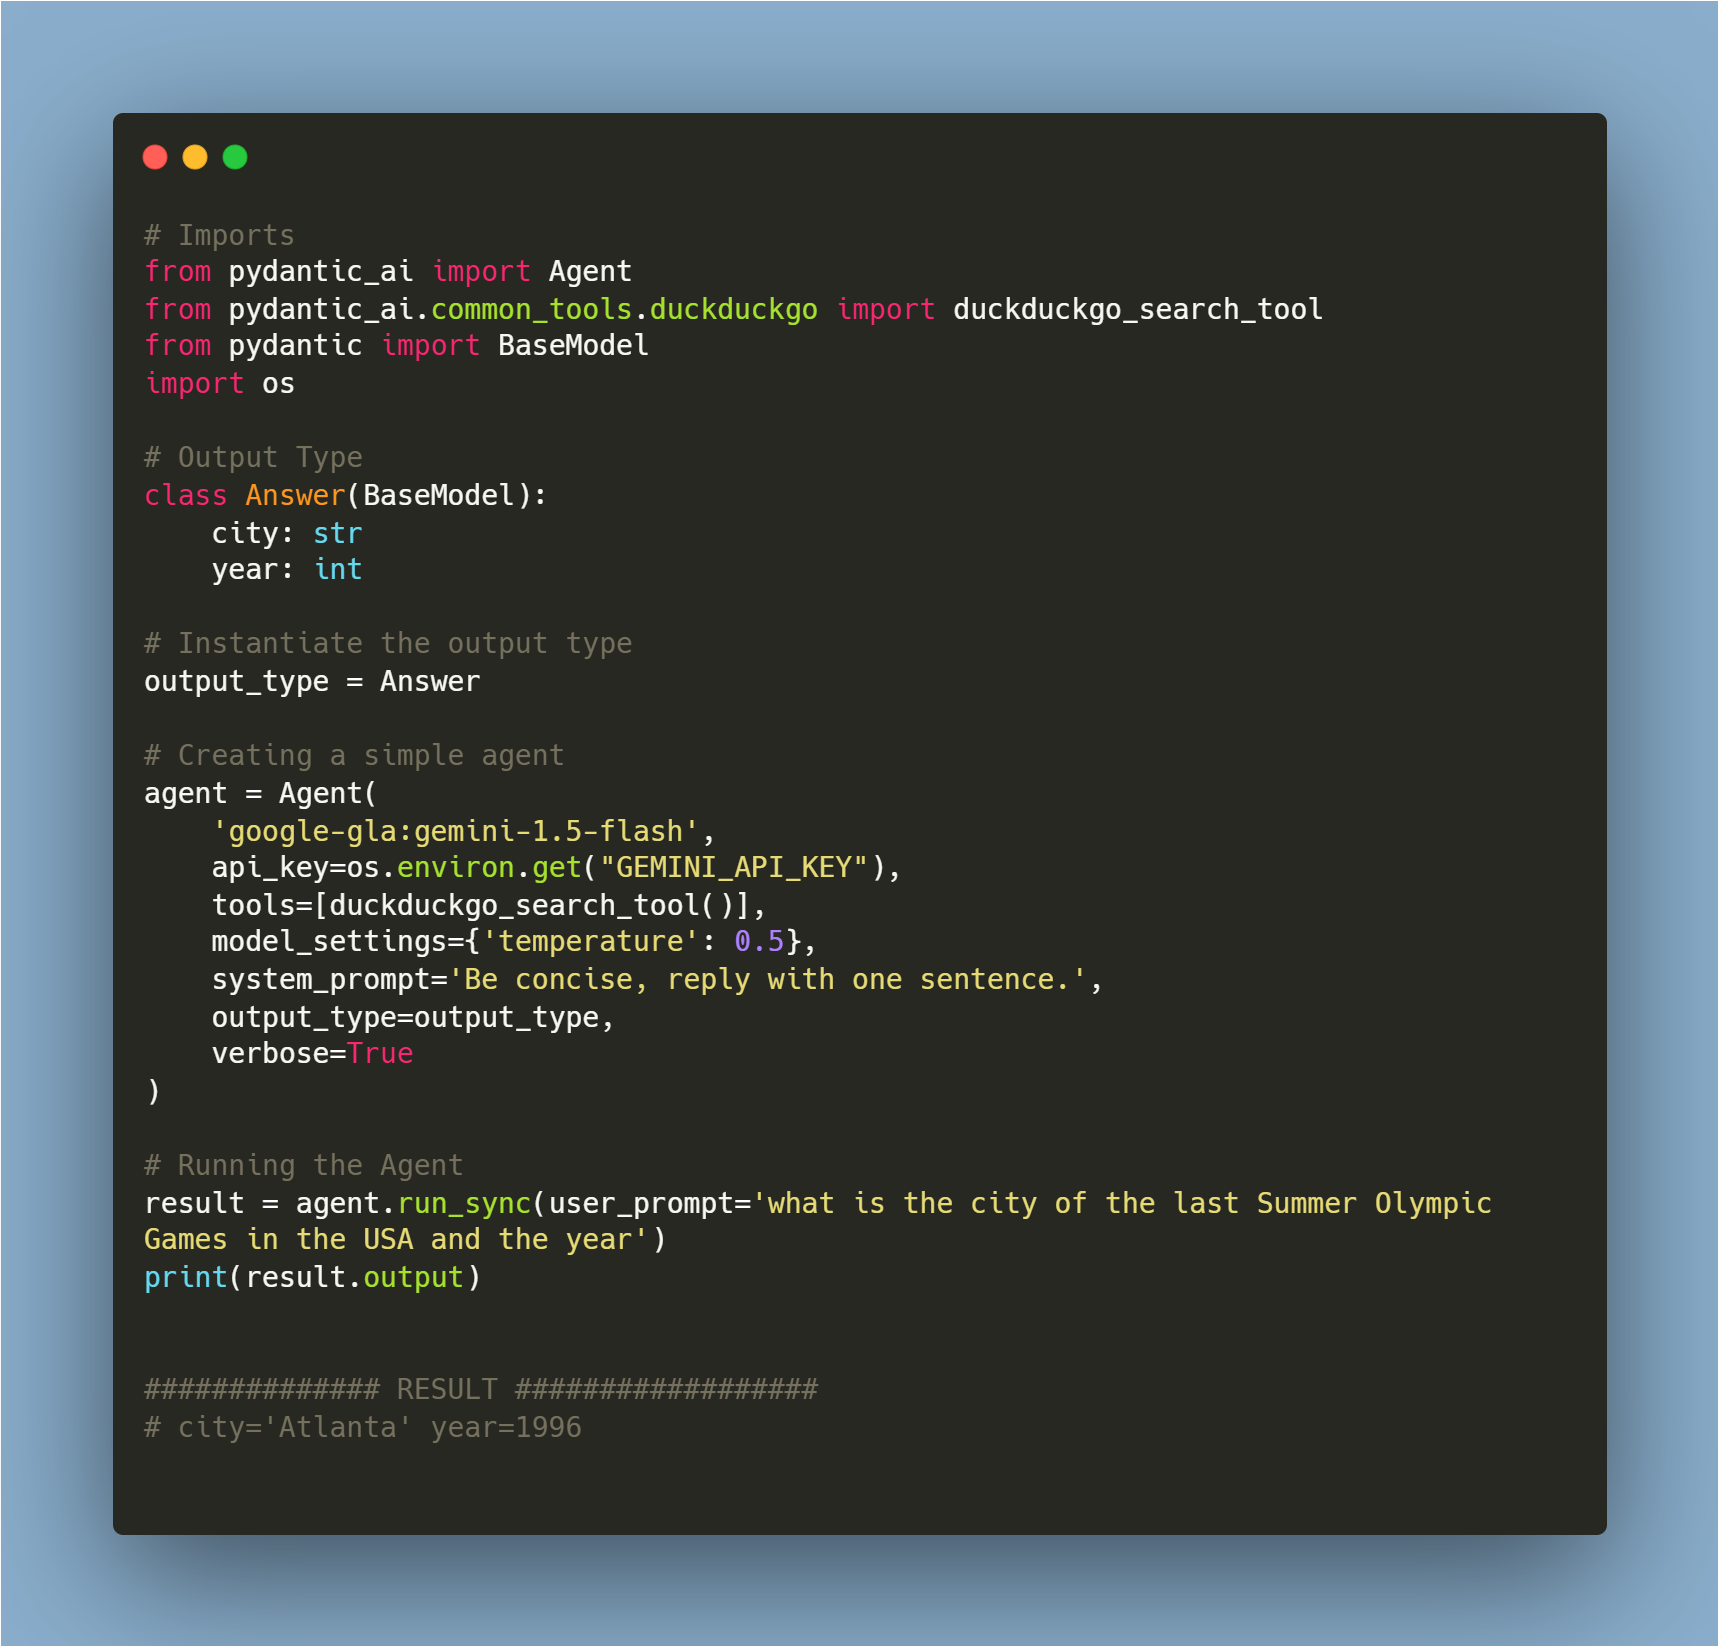 # Imports
from pydantic_ai import Agent
from pydantic_ai.common_tools.duckduckgo import duckduckgo_search_tool
from pydantic import BaseModel
import os

# Output Type
class Answer(BaseModel):
    city: str
    year: int

# Instantiate the output type
output_type = Answer

# Creating a simple agent
agent = Agent(
    'google-gla:gemini-1.5-flash',
    api_key=os.environ.get("GEMINI_API_KEY"),
    tools=[duckduckgo_search_tool()],
    model_settings={'temperature': 0.5},
    system_prompt='Be concise, reply with one sentence.',
    output_type=output_type,
    verbose=True
)

# Running the Agent
result = agent.run_sync(user_prompt='what is the city of the last Summer Olympic
Games in the USA and the year')
print(result.output)

############## RESULT ##################
# city='Atlanta' year=1996